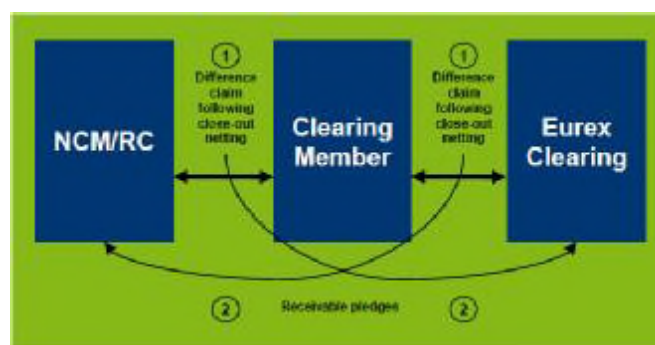 1
Difference
claim
following
close-out
netting
1
Difference
claim
following
close-out
netting
NCM/RC
Clearing
Member
Eurex
Clearing
2
Receivable pledges
2